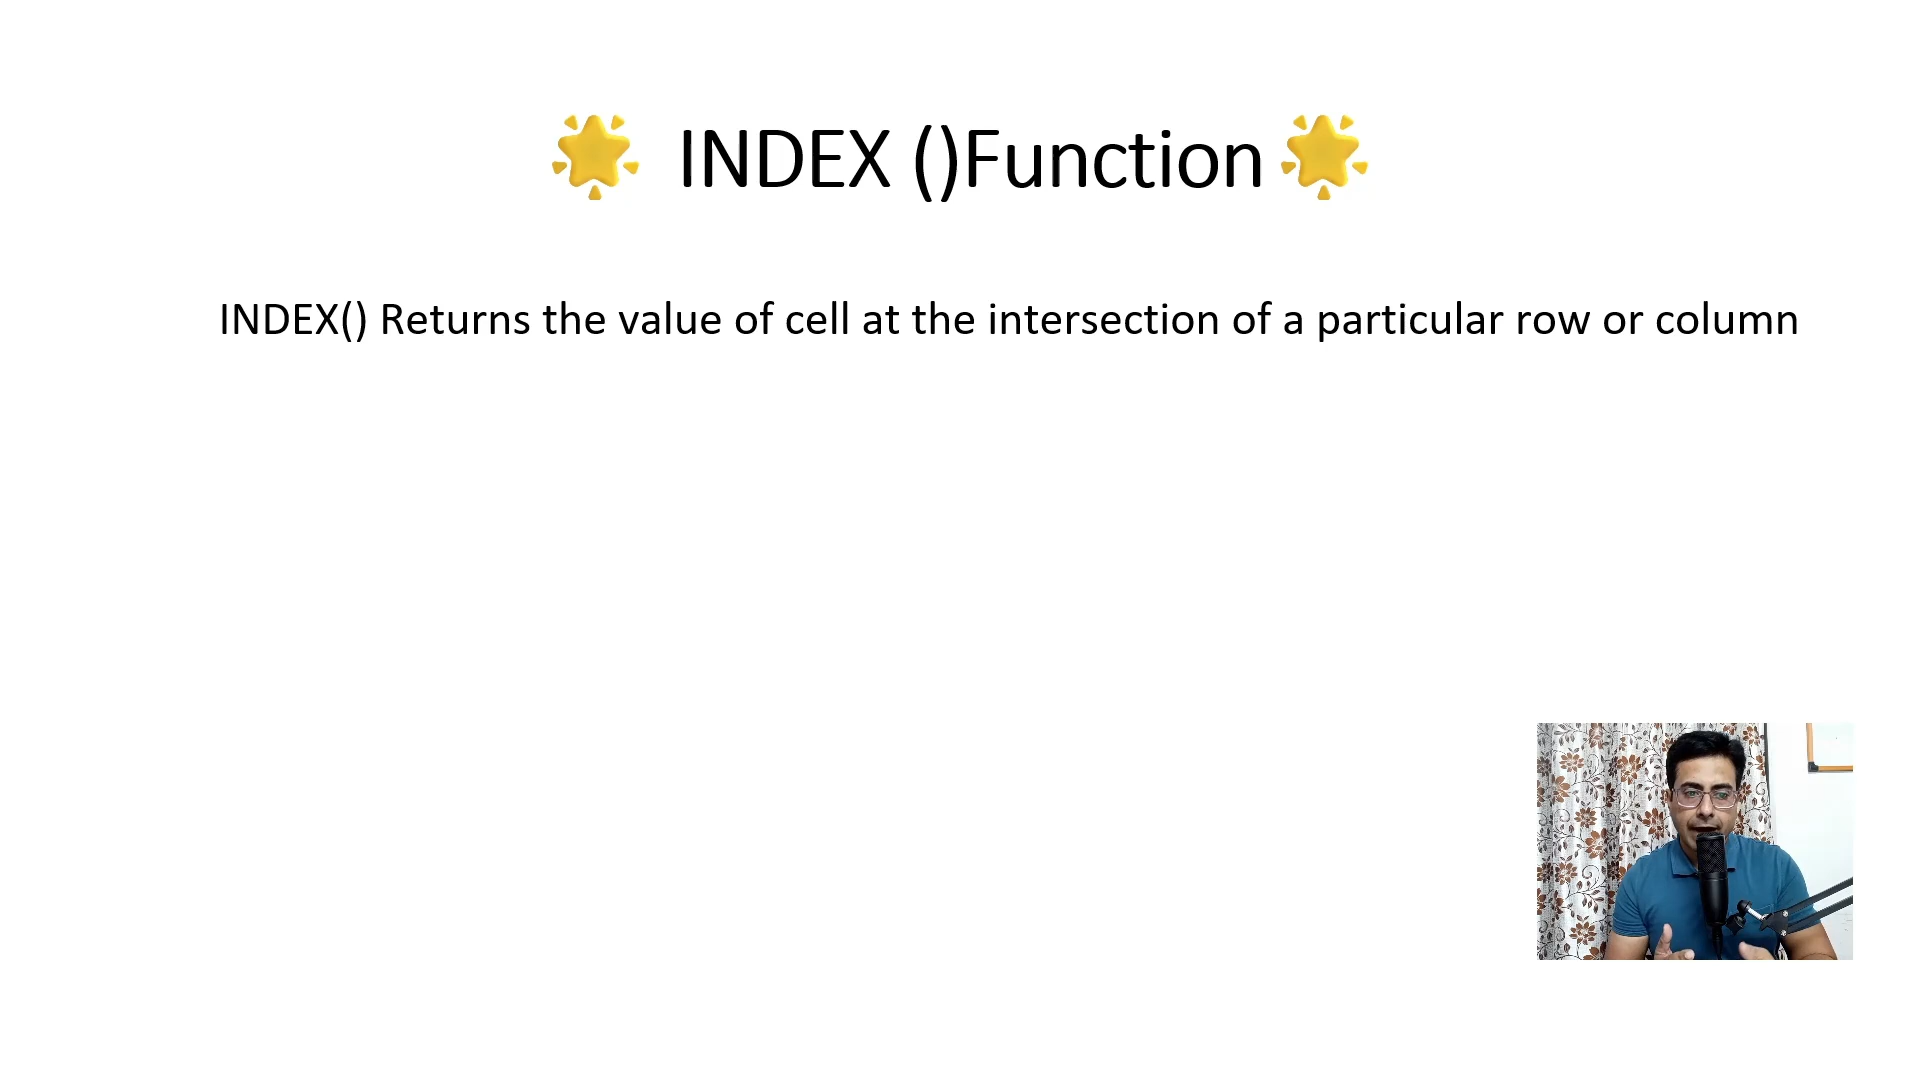 INDEX ()Function
INDEX() Returns the value of cell at the intersection of a particular row or column